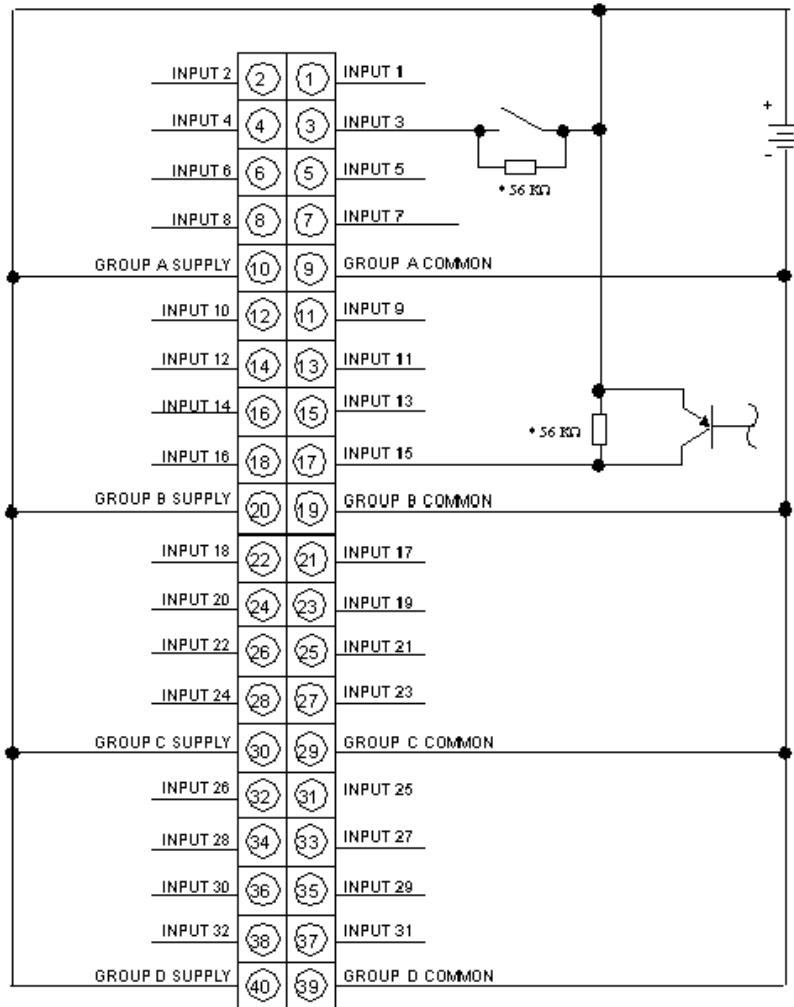 INPUT 2 2 1 INPUT 1
+
INPUT 4 4 3 INPUT 3
-
INPUT 6 6 5 INPUT 5
* 56 KΩ
INPUT 8 8 7 INPUT 7
GROUP A SUPPLY 10 9 GROUP A COMMON
INPUT 10 12 11 INPUT 9
INPUT 12 14 13 INPUT 11
INPUT 14 16 15 INPUT 13
* 56 KΩ
INPUT 16 18 17 INPUT 15
GROUP B SUPPLY 20 19 GROUP B COMMON
INPUT 18 22 21 INPUT 17
INPUT 20 24 23 INPUT 19
INPUT 22 26 25 INPUT 21
INPUT 24 28 27 INPUT 23
GROUP C SUPPLY 30 29 GROUP C COMMON
INPUT 26 32 31 INPUT 25
INPUT 28 34 33 INPUT 27
INPUT 30 36 35 INPUT 29
INPUT 32 38 37 INPUT 31
GROUP D SUPPLY 40 39 GROUP D COMMON